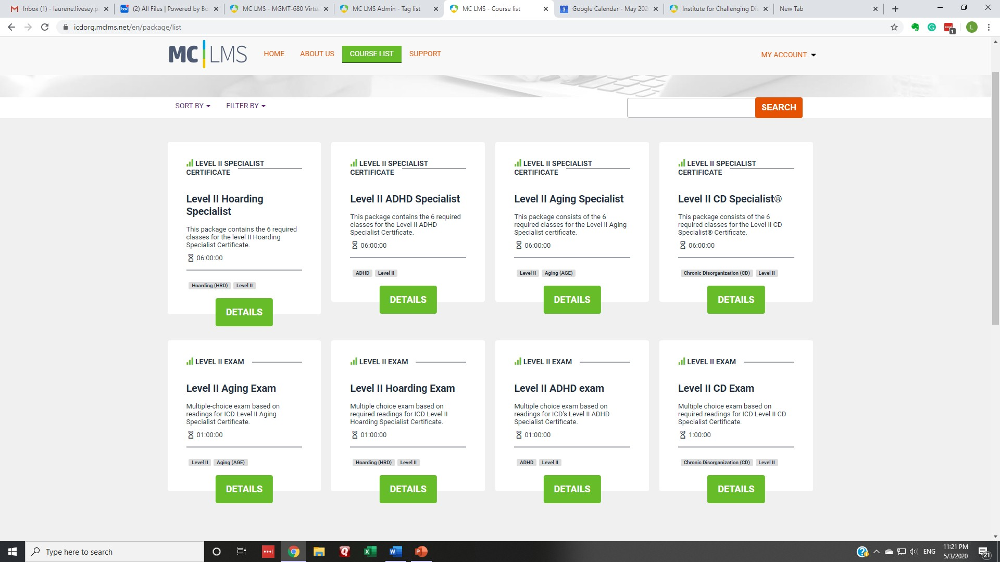 Inbox (1) - laurene.livesey.p
(2) All Files | Powered by Bo
MC LMS - MGMT-680 Virtu
MC LMS Admin - Tag list
MC LMS - Course list
Google Calendar - May 202
Institute for Challenging Dis
New Tab
icdorg.mclms.net/en/package/list
L
1
MC LMS
HOME
ABOUT US
COURSE LIST
SUPPORT
MY ACCOUNT
SORT BY
FILTER BY
SEARCH
LEVEL II SPECIALIST
CERTIFICATE
Level II Hoarding
Specialist
This package contains the 6 required
classes for the level II Hoarding
Specialist Certificate.
06:00:00
Hoarding (HRD) Level II
DETAILS
LEVEL II SPECIALIST
CERTIFICATE
Level II ADHD Specialist
This package contains the 6 required
classes for the Level II ADHD
Specialist Certificate.
06:00:00
ADHD Level II
DETAILS
LEVEL II SPECIALIST
CERTIFICATE
Level II Aging Specialist
This package consists of the 6
required classes for the Level II Aging
Specialist certificate.
06:00:00
Level II Aging (AGE)
DETAILS
LEVEL II SPECIALIST
CERTIFICATE
Level II CD Specialist®
This package consists of the 6
required classes for the Level II CD
Specialist® Certificate.
06:00:00
Chronic Disorganization (CD) Level II
DETAILS
LEVEL II EXAM
Level II Aging Exam
Multiple-choice exam based on
readings for ICD Level II Aging
Specialist Certificate.
01:00:00
Level II Aging (AGE)
DETAILS
LEVEL II EXAM
Level II Hoarding Exam
Multiple choice exam based on
required readings for ICD Level II
Hoarding Specialist Certificate.
01:00:00
Hoarding (HRD) Level II
DETAILS
LEVEL II EXAM
Level II ADHD exam
Multiple choice exam based on
readings for ICD's Level II ADHD
Specialist Certificate.
01:00:00
ADHD Level II
DETAILS
LEVEL II EXAM
Level II CD Exam
Multiple choice exam based on
required readings for ICD Level II CD
Specialist Certificate.
1:00:00
Chronic Disorganization (CD) Level II
DETAILS
Type here to search
ENG
11:21 PM
5/3/2020
21